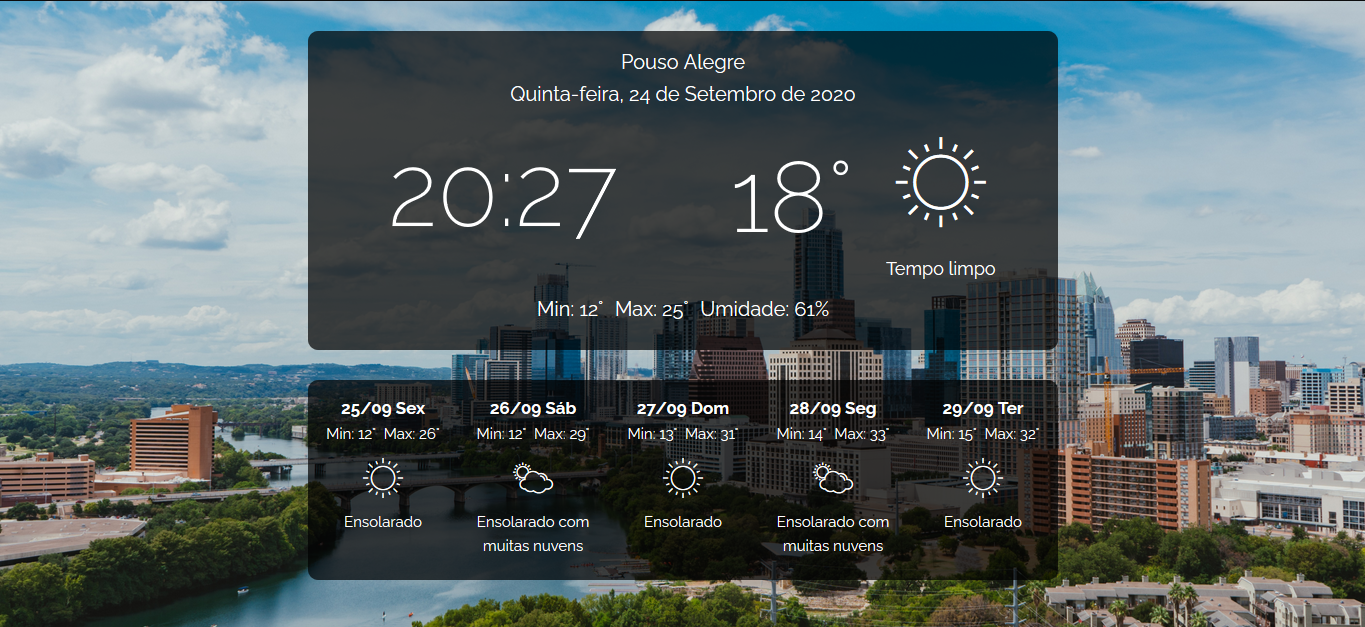 Pouso Alegre
Quinta-feira, 24 de Setembro de 2020
20:27 18°
Tempo limpo
Min: 12° Max: 25° Umidade: 61%
25/09 Sex 26/09 Sáb 27/09 Dom 28/09 Seg 29/09 Ter
Min: 12° Max: 26° Min: 12° Max: 29° Min: 13° Max: 31° Min: 14° Max: 33° Min: 15° Max: 32°
Ensolarado Ensolarado com Ensolarado Ensolarado com Ensolarado
muitas nuvens muitas nuvens